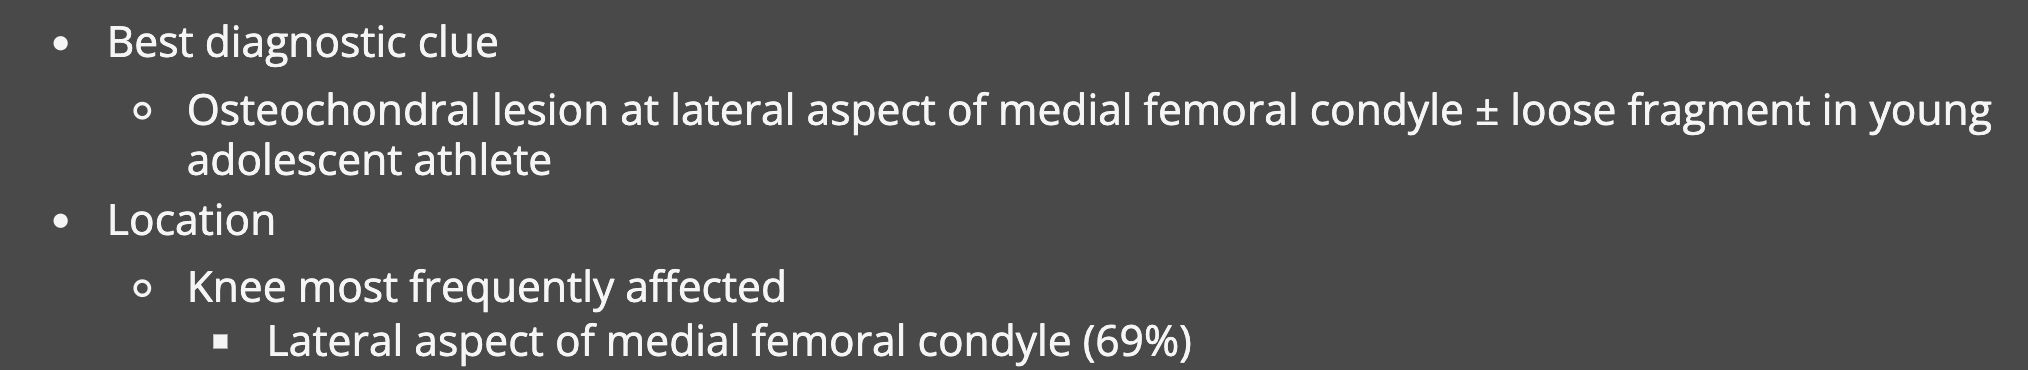 • Best diagnostic clue
○ Osteochondral lesion at lateral aspect of medial femoral condyle ± loose fragment in young
adolescent athlete
• Location
○ Knee most frequently affected
▪ Lateral aspect of medial femoral condyle (69%)